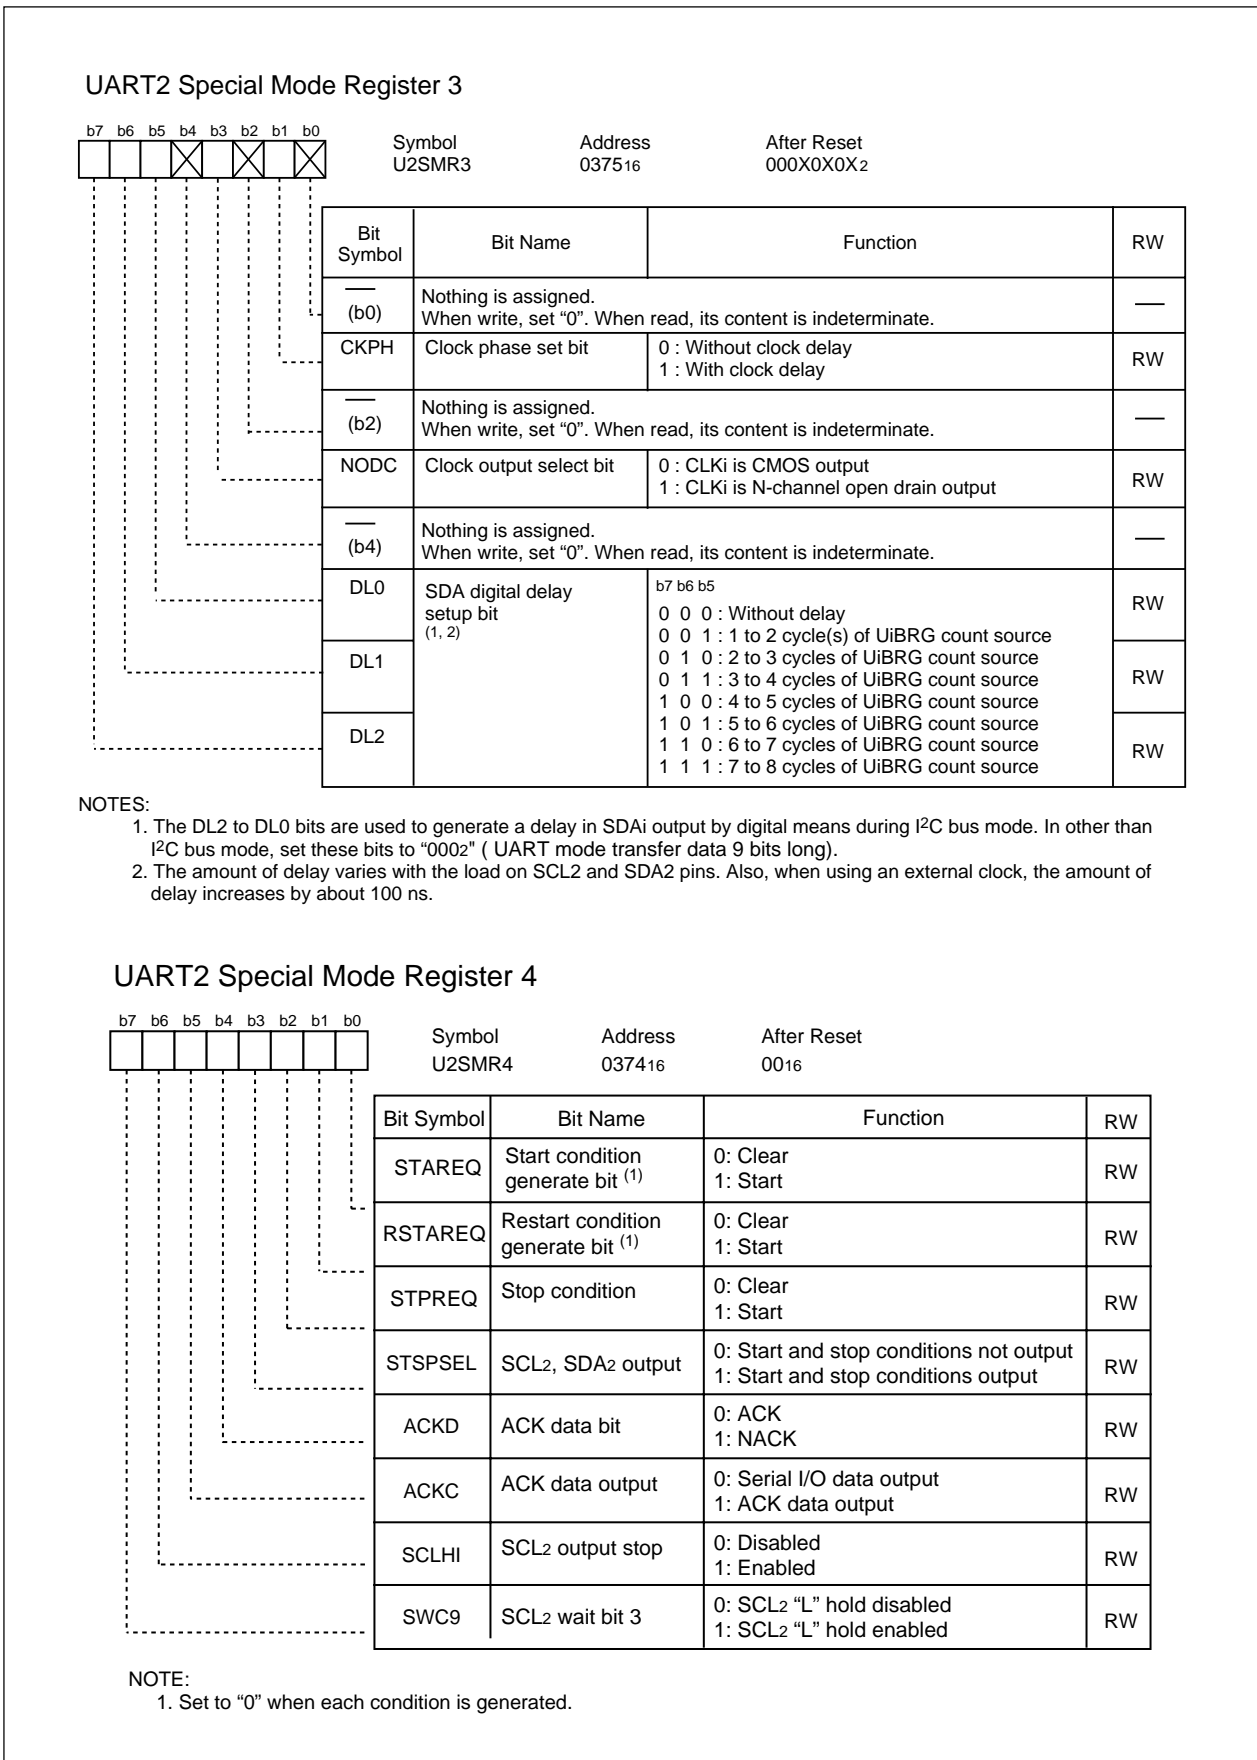 UART2 Special Mode Register 3
b7 b6 b5 b4 b3 b2 b1 b0
Symbol Address After Reset
U2SMR3 037516 000X0X0X2
Bit Symbol Bit Name Function RW
— (b0) Nothing is assigned. When write, set “0”. When read, its content is indeterminate. —
CKPH Clock phase set bit 0 : Without clock delay
1 : With clock delay RW
— (b2) Nothing is assigned. When write, set “0”. When read, its content is indeterminate. —
NODC Clock output select bit 0 : CLKi is CMOS output
1 : CLKi is N-channel open drain output RW
— (b4) Nothing is assigned. When write, set “0”. When read, its content is indeterminate. —
DL0 SDA digital delay setup bit (1, 2) b7 b6 b5 RW
0 0 0 : Without delay
0 0 1 : 1 to 2 cycle(s) of UiBRG count source
DL1 0 1 0 : 2 to 3 cycles of UiBRG count source RW
0 1 1 : 3 to 4 cycles of UiBRG count source
1 0 0 : 4 to 5 cycles of UiBRG count source
1 0 1 : 5 to 6 cycles of UiBRG count source
DL2 1 1 0 : 6 to 7 cycles of UiBRG count source RW
1 1 1 : 7 to 8 cycles of UiBRG count source
NOTES:
1. The DL2 to DL0 bits are used to generate a delay in SDAi output by digital means during I2C bus mode. In other than
I2C bus mode, set these bits to “0002" ( UART mode transfer data 9 bits long).
2. The amount of delay varies with the load on SCL2 and SDA2 pins. Also, when using an external clock, the amount of
delay increases by about 100 ns.
UART2 Special Mode Register 4
b7 b6 b5 b4 b3 b2 b1 b0
Symbol Address After Reset
U2SMR4 037416 0016
Bit Symbol Bit Name Function RW
STAREQ Start condition generate bit (1) 0: Clear
1: Start RW
RSTAREQ Restart condition generate bit (1) 0: Clear
1: Start RW
STPREQ Stop condition 0: Clear
1: Start RW
STSPSEL SCL2, SDA2 output 0: Start and stop conditions not output
1: Start and stop conditions output RW
ACKD ACK data bit 0: ACK
1: NACK RW
ACKC ACK data output 0: Serial I/O data output
1: ACK data output RW
SCLHI SCL2 output stop 0: Disabled
1: Enabled RW
SWC9 SCL2 wait bit 3 0: SCL2 “L” hold disabled
1: SCL2 “L” hold enabled RW
NOTE:
1. Set to “0” when each condition is generated.